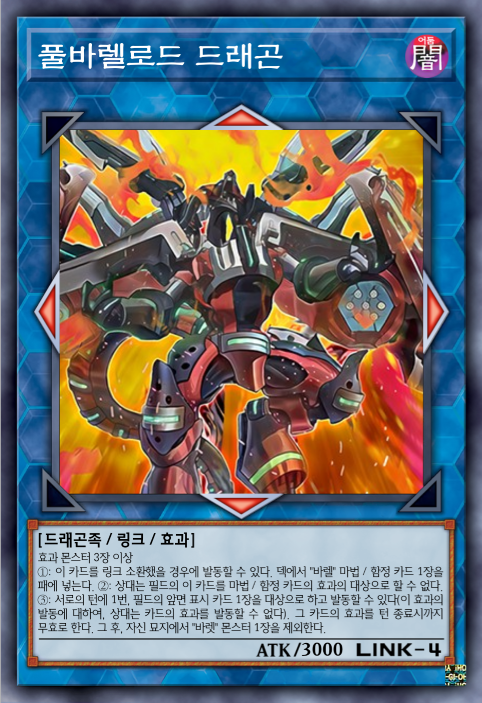 풀바렐로드 드래곤
어둠
闇
[드래곤족 / 링크 / 효과]
효과 몬스터 3장 이상
①: 이 카드를 링크 소환했을 경우에 발동할 수 있다. 덱에서 "바렐" 마법 / 함정 카드 1장을
패에 넣는다. ②: 상대는 필드의 이 카드를 마법 / 함정 카드의 효과의 대상으로 할 수 없다.
③: 서로의 턴에 1번, 필드의 앞면 표시 카드 1장을 대상으로 하고 발동할 수 있다(이 효과의
발동에 대하여, 상대는 카드의 효과를 발동할 수 없다). 그 카드의 효과를 턴 종료시까지
무효로 한다. 그 후, 자신 묘지에서 "바렛" 몬스터 1장을 제외한다.
ATK/3000 LINK-4